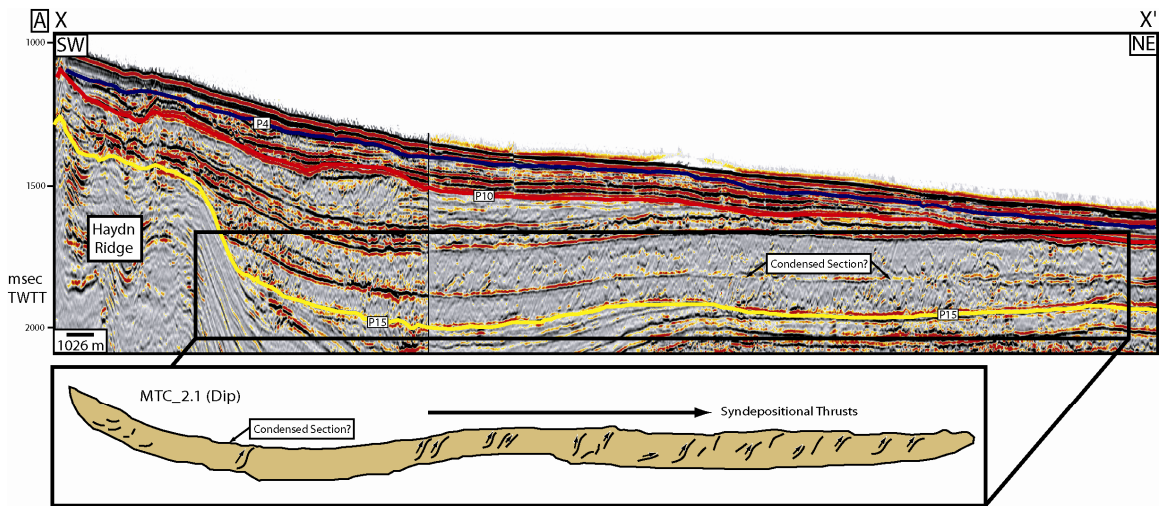 A X X'
SW NE
1000
P4
1500
P10
Haydn
Ridge
Condensed Section?
msec
TWTT
P15
P15
2000
1026 m
MTC_2.1 (Dip)
Syndepositional Thrusts
Condensed Section?